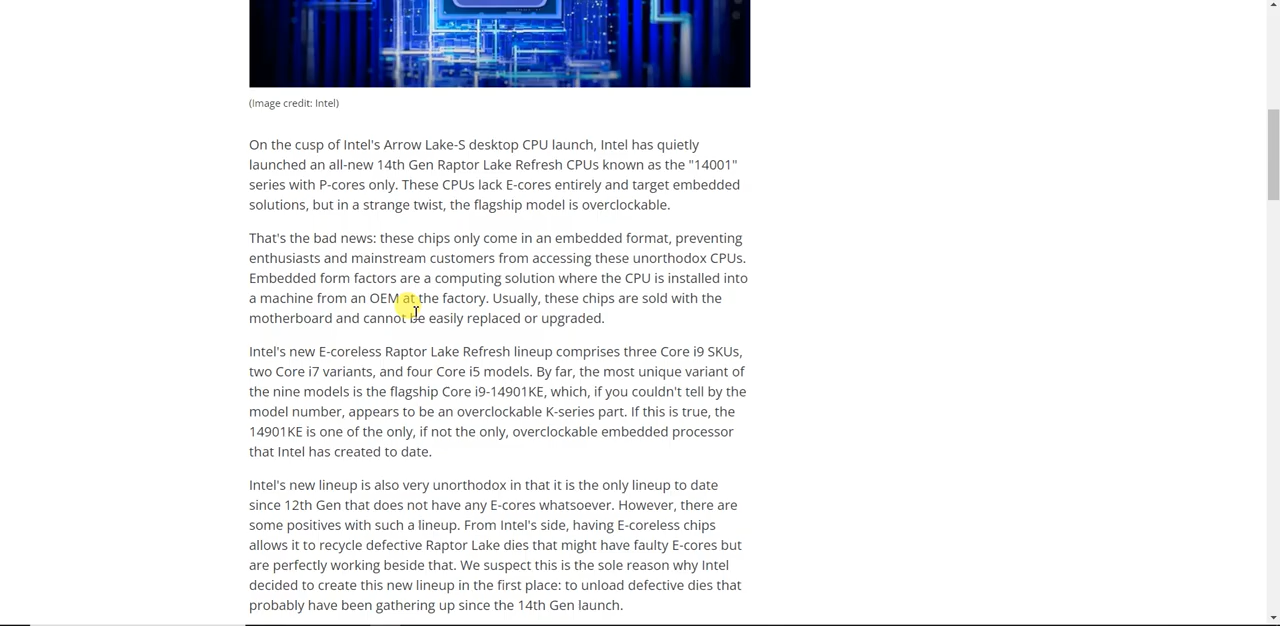 (Image credit: Intel)
On the cusp of Intel's Arrow Lake-S desktop CPU launch, Intel has quietly
launched an all-new 14th Gen Raptor Lake Refresh CPUs known as the "14001"
series with P-cores only. These CPUs lack E-cores entirely and target embedded
solutions, but in a strange twist, the flagship model is overclockable.
That's the bad news: these chips only come in an embedded format, preventing
enthusiasts and mainstream customers from accessing these unorthodox CPUs.
Embedded form factors are a computing solution where the CPU is installed into
a machine from an OEM at the factory. Usually, these chips are sold with the
motherboard and cannot be easily replaced or upgraded.
Intel's new E-coreless Raptor Lake Refresh lineup comprises three Core i9 SKUs,
two Core i7 variants, and four Core i5 models. By far, the most unique variant of
the nine models is the flagship Core i9-14901KE, which, if you couldn't tell by the
model number, appears to be an overclockable K-series part. If this is true, the
14901KE is one of the only, if not the only, overclockable embedded processor
that Intel has created to date.
Intel's new lineup is also very unorthodox in that it is the only lineup to date
since 12th Gen that does not have any E-cores whatsoever. However, there are
some positives with such a lineup. From Intel's side, having E-coreless chips
allows it to recycle defective Raptor Lake dies that might have faulty E-cores but
are perfectly working beside that. We suspect this is the sole reason why Intel
decided to create this new lineup in the first place: to unload defective dies that
probably have been gathering up since the 14th Gen launch.